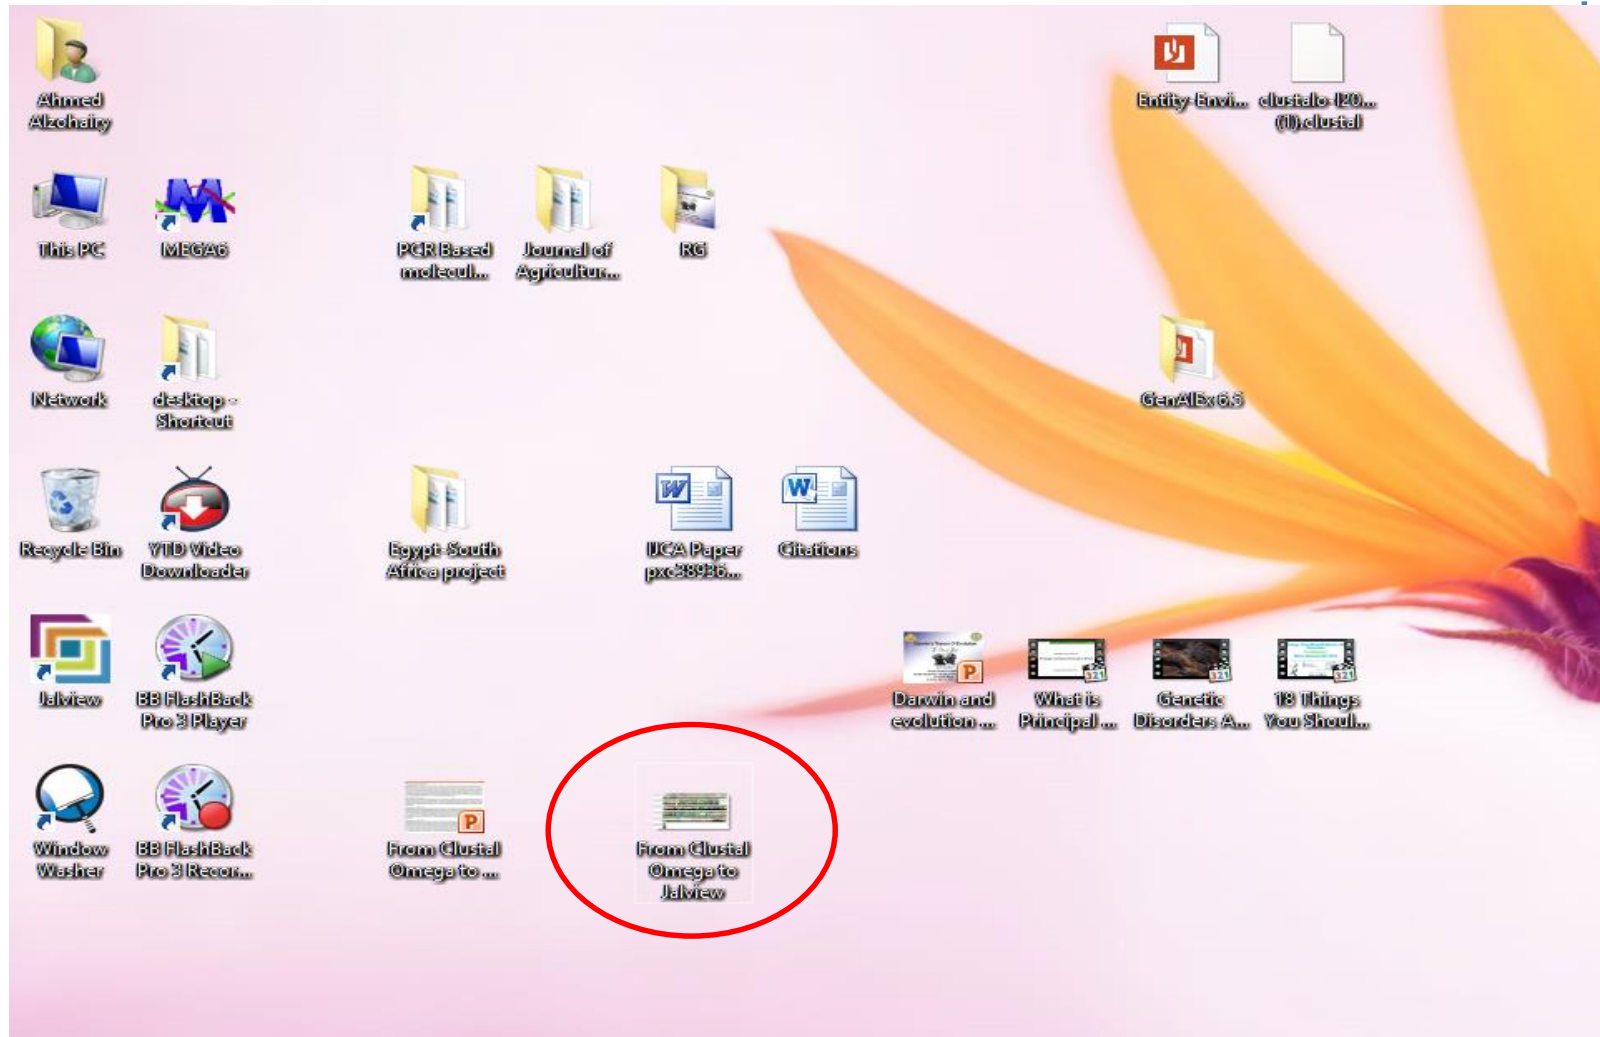 Ahmed
Alzohairy
Entity-Envi...
clustalo-I20...
(1).clustal
This PC
MEGA6
PCR Based
molecul...
Journal of
Agricultur...
RG
Network
desktop -
Shortcut
GenAlEx 6.5
Recycle Bin
YTD Video
Downloader
Egypt-South
Africa project
IJCA Paper
pxc38936...
Citations
Jalview
BB FlashBack
Pro 3 Player
Darwin and
evolution ...
What is
Principal ...
Genetic
Disorders A...
18 Things
You Shoul...
Window
Washer
BB FlashBack
Pro 3 Recor...
From Clustal
Omega to ...
From Clustal
Omega to
Jalview